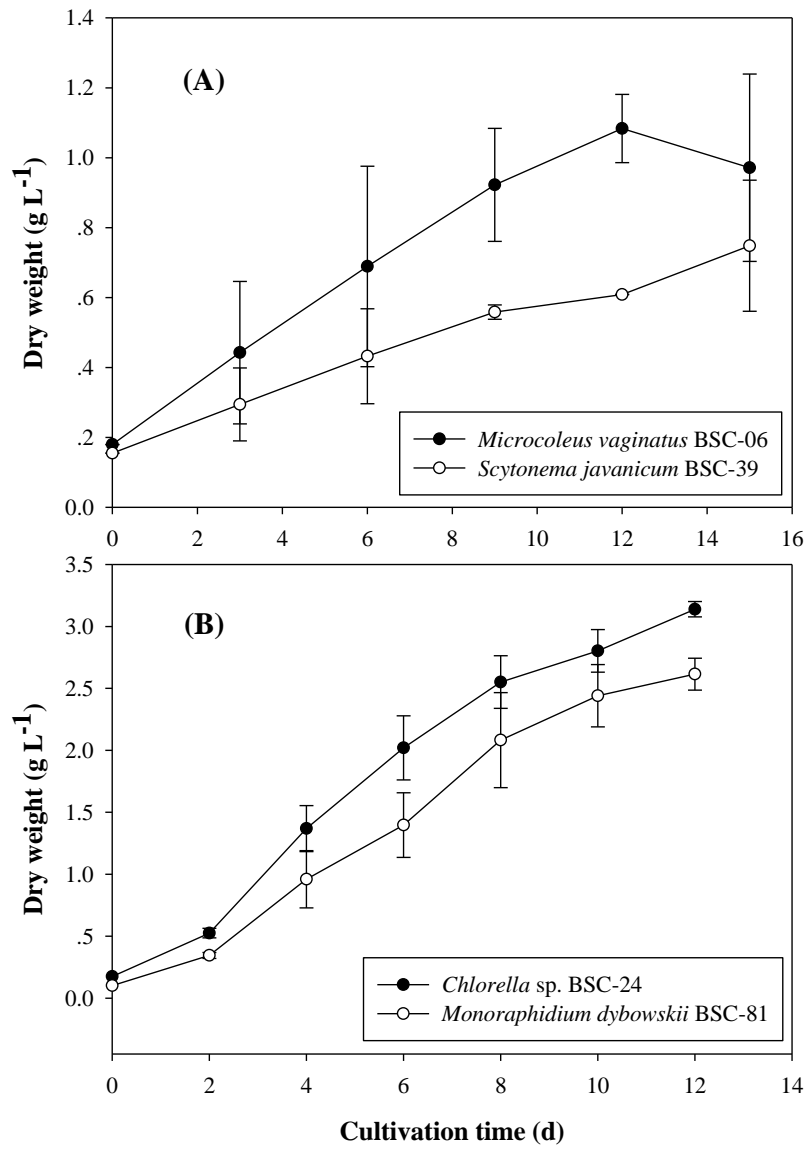 1.4
(A)
1.2
1.0
.8
.6
.4
.2
0.0
Dry weight (g L-1)
Microcoleus vaginatus BSC-06
Scytonema javanicum BSC-39
0 2 4 6 8 10 12 14 16
3.5
(B)
3.0
2.5
2.0
1.5
1.0
.5
0.0
Dry weight (g L-1)
Chlorella sp. BSC-24
Monoraphidium dybowskii BSC-81
0 2 4 6 8 10 12 14
Cultivation time (d)